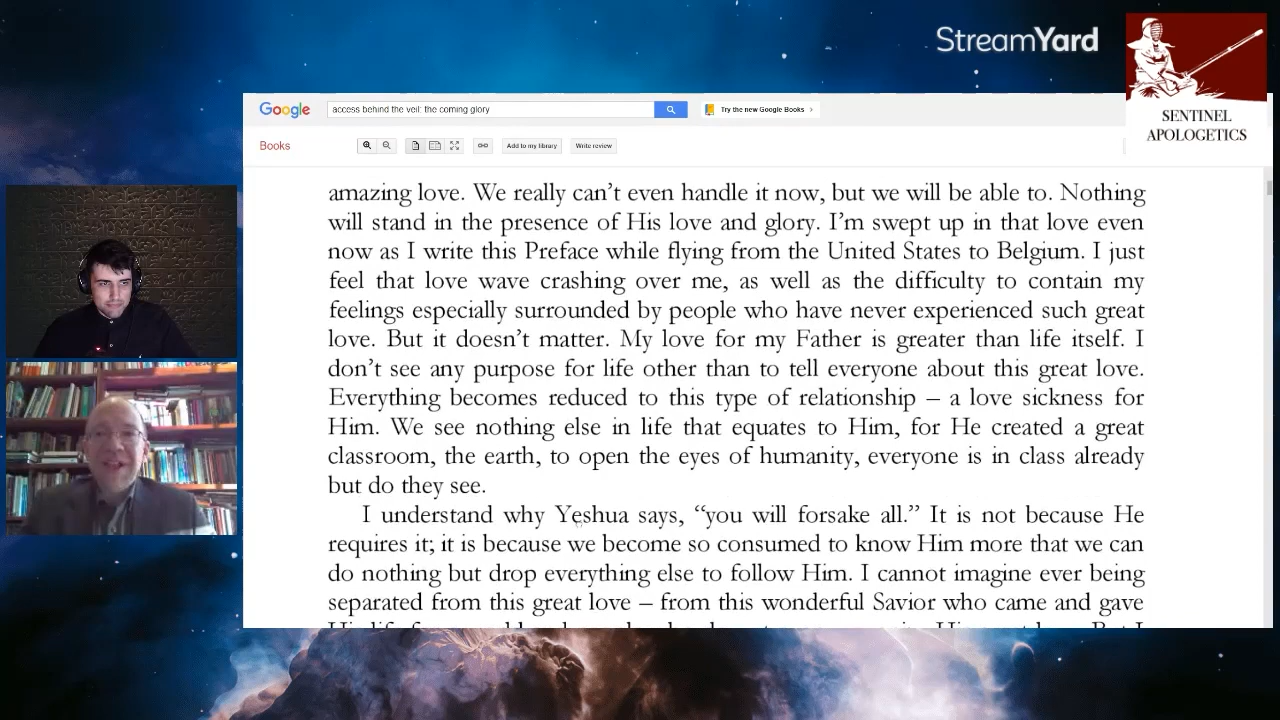 StreamYard
SENTINEL
APOLOGETICS
Google
access behind the veil: the coming glory
Try the new Google Books
Books
Add to my library
Write review
amazing love. We really can’t even handle it now, but we will be able to. Nothing
will stand in the presence of His love and glory. I’m swept up in that love even
now as I write this Preface while flying from the United States to Belgium. I just
feel that love wave crashing over me, as well as the difficulty to contain my
feelings especially surrounded by people who have never experienced such great
love. But it doesn’t matter. My love for my Father is greater than life itself. I
don’t see any purpose for life other than to tell everyone about this great love.
Everything becomes reduced to this type of relationship – a love sickness for
Him. We see nothing else in life that equates to Him, for He created a great
classroom, the earth, to open the eyes of humanity, everyone is in class already
but do they see.
I understand why Yeshua says, “you will forsake all.” It is not because He
requires it; it is because we become so consumed to know Him more that we can
do nothing but drop everything else to follow Him. I cannot imagine ever being
separated from this great love – from this wonderful Savior who came and gave